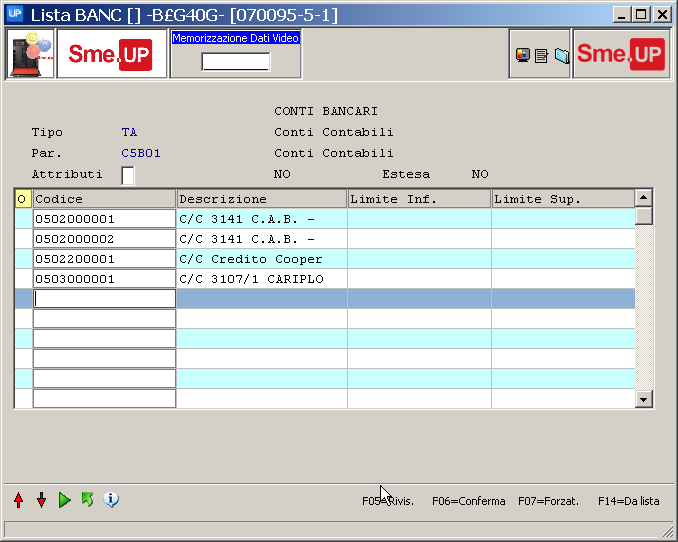 UP Lista BANC [] -B£G40G- [070095-5-1]
Sme.UP Memorizzazione Dati Video Sme.UP
CONTI BANCARI
Tipo TA Conti Contabili
Par. C5B01 Conti Contabili
Attributi NO Estesa NO
O Codice Descrizione Limite Inf. Limite Sup.
0502000001 C/C 3141 C.A.B. -
0502000002 C/C 3141 C.A.B. -
0502200001 C/C Credito Cooper
0503000001 C/C 3107/1 CARIPLO
F05=Rivis. F06=Conferma F07=Forzat. F14=Da lista